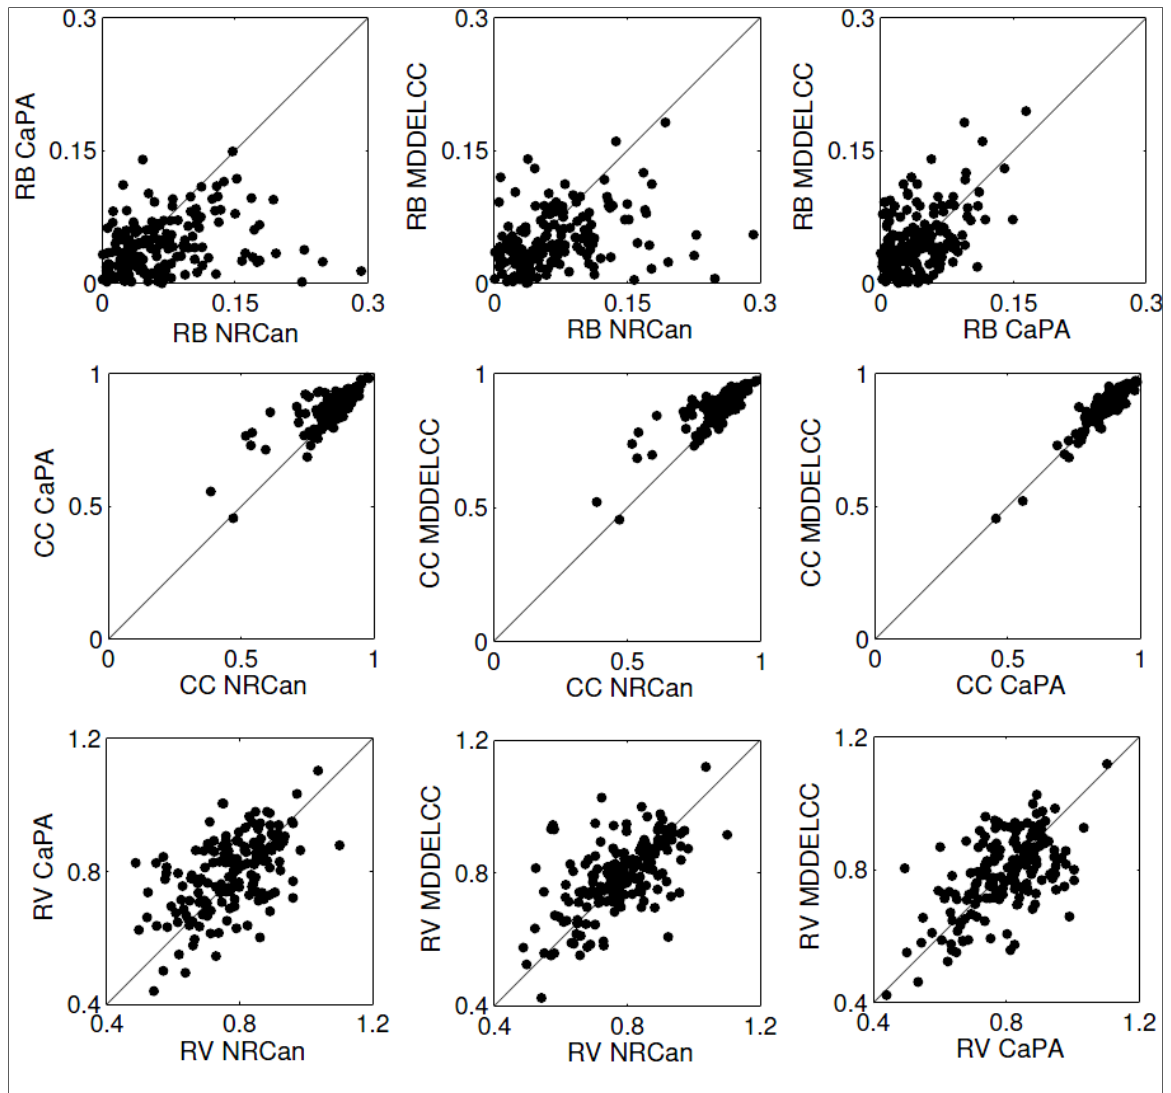 0.3
0.3
0.3
RB CaPA
RB MDDELCC
RB MDDELCC
0.15
0.15
0.15
0
0
0
0 0.15 0.3
0 0.15 0.3
0 0.15 0.3
RB NRCan
RB NRCan
RB CaPA
1
1
1
CC CaPA
CC MDDELCC
CC MDDELCC
0.5
0.5
0.5
0
0
0
0 0.5 1
0 0.5 1
0 0.5 1
CC NRCan
CC NRCan
CC CaPA
1.2
1.2
1.2
RV CaPA
RV MDDELCC
RV MDDELCC
0.8
0.8
0.8
0.4
0.4
0.4
0.4 0.8 1.2
0.4 0.8 1.2
0.4 0.8 1.2
RV NRCan
RV NRCan
RV CaPA